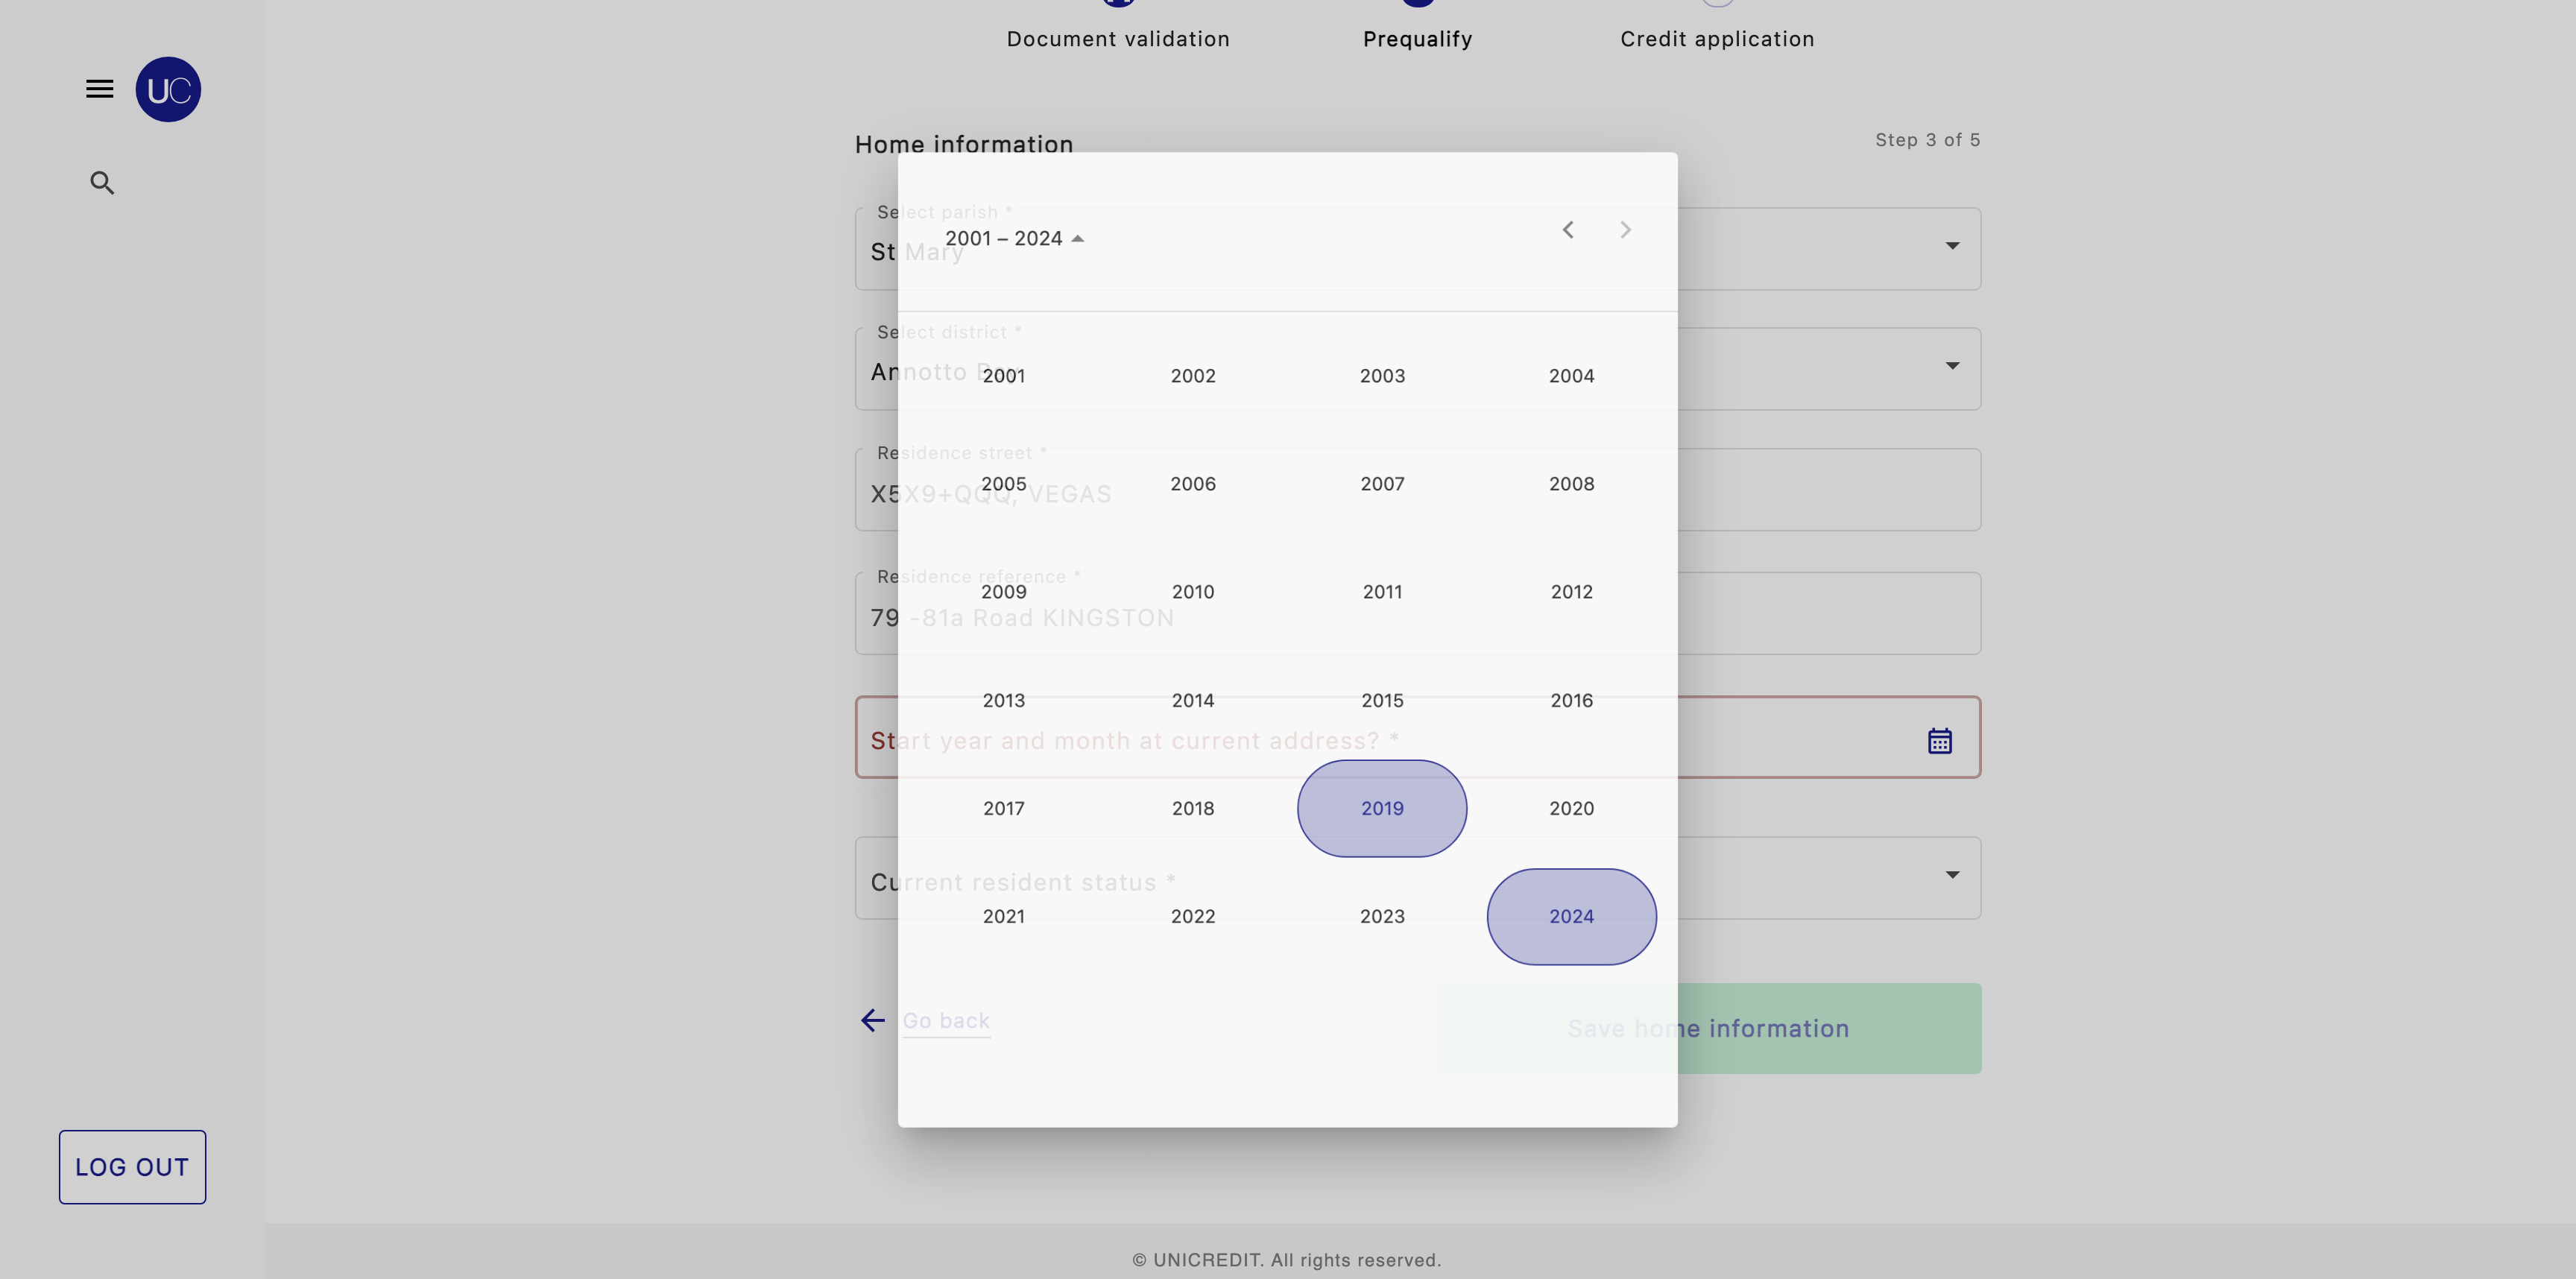 Document validation
Prequalify
Credit application
UC
Home information
Step 3 of 5
Select parish *
St Mary
2001 – 2024
Select district *
Annotto Bay
2001 2002 2003 2004
Residence street *
X5X9+QQQ, VEGAS
2005 2006 2007 2008
Residence reference *
2009 2010 2011 2012
79 -81a Road KINGSTON
2013 2014 2015 2016
Start year and month at current address? *
2017 2018 2019 2020
Current resident status *
2021 2022 2023 2024
Go back
Save home information
LOG OUT
© UNICREDIT. All rights reserved.